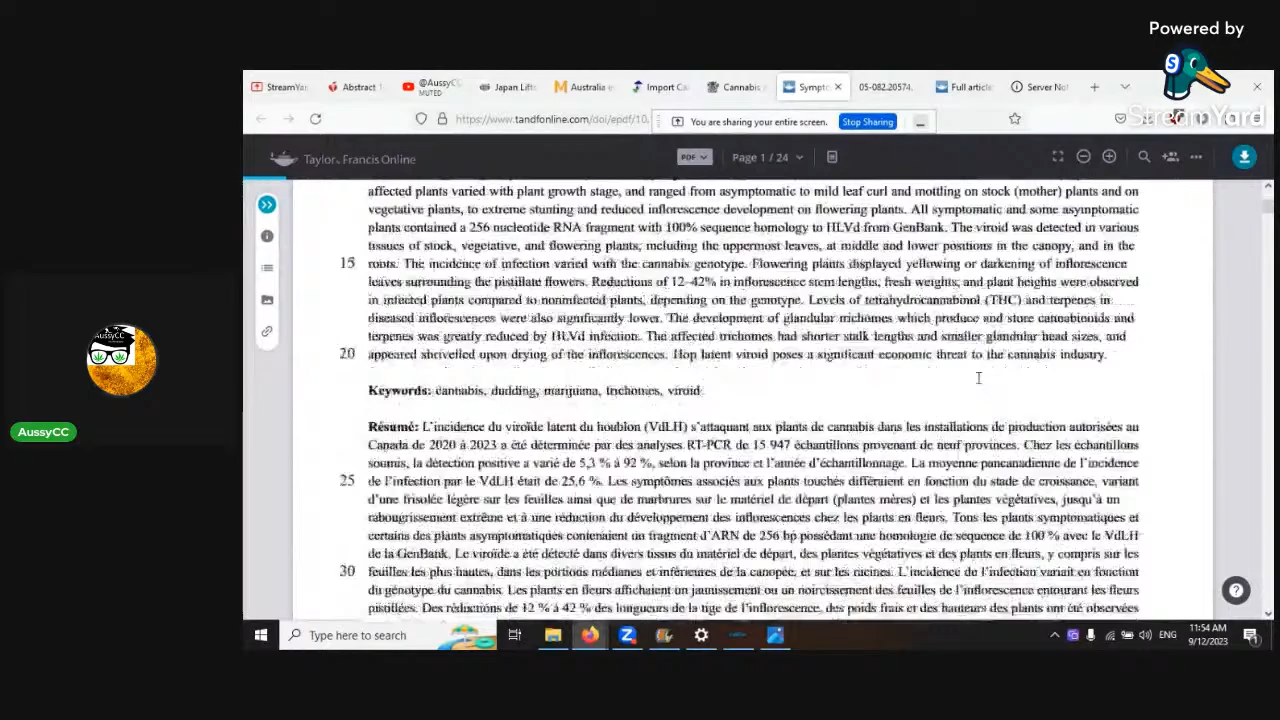 Powered by
StreamYard
StreamYar
Abstract
@AussyCC
MUTED
Japan Lift
Australia e
Import Ca
Cannabis
Sympto
05-082.20574.
Full article
Server Not
https://www.tandfonline.com/doi/epdf/10.
You are sharing your entire screen.
Stop Sharing
Taylor & Francis Online
PDF
Page 1 / 24
affected plants varied with plant growth stage, and ranged from asymptomatic to mild leaf curl and mottling on stock (mother) plants and on
vegetative plants, to extreme stunting and reduced inflorescence development on flowering plants. All symptomatic and some asymptomatic
plants contained a 256 nucleotide RNA fragment with 100% sequence homology to HLVd from GenBank. The viroid was detected in various
tissues of stock, vegetative, and flowering plants, including the uppermost leaves, at middle and lower positions in the canopy, and in the
15 roots. The incidence of infection varied with the cannabis genotype. Flowering plants displayed yellowing or darkening of inflorescence
leaves surrounding the pistillate flowers. Reductions of 12–42% in inflorescence stem lengths, fresh weights, and plant heights were observed
in infected plants compared to noninfected plants, depending on the genotype. Levels of tetrahydrocannabinol (THC) and terpenes in
diseased inflorescences were also significantly lower. The development of glandular trichomes which produce and store cannabinoids and
terpenes was greatly reduced by HLVd infection. The affected trichomes had shorter stalk lengths and smaller glandular head sizes, and
20 appeared shrivelled upon drying of the inflorescences. Hop latent viroid poses a significant economic threat to the cannabis industry.
Keywords: cannabis, dudding, marijuana, trichomes, viroid
Résumé: L’incidence du viroïde latent du houblon (VdLH) s’attaquant aux plants de cannabis dans les installations de production autorisées au
Canada de 2020 à 2023 a été déterminée par des analyses RT-PCR de 15 947 échantillons provenant de neuf provinces. Chez les échantillons
soumis, la détection positive a varié de 5,3 % à 92 %, selon la province et l’année d’échantillonnage. La moyenne pancanadienne de l’incidence
25 de l’infection par le VdLH était de 25,6 %. Les symptômes associés aux plants touchés différaient en fonction du stade de croissance, variant
d’une frisolée légère sur les feuilles ainsi que de marbrures sur le matériel de départ (plantes mères) et les plantes végétatives, jusqu’à un
rabougrissement extrême et à une réduction du développement des inflorescences chez les plants en fleurs. Tous les plants symptomatiques et
certains des plants asymptomatiques contenaient un fragment d’ARN de 256 bp possédant une homologie de séquence de 100 % avec le VdLH
de la GenBank. Le viroïde a été détecté dans divers tissus du matériel de départ, des plantes végétatives et des plants en fleurs, y compris sur les
30 feuilles les plus hautes, dans les portions médianes et inférieures de la canopée, et sur les racines. L’incidence de l’infection variait en fonction
du génotype du cannabis. Les plants en fleurs affichaient un jaunissement ou un noircissement des feuilles de l’inflorescence entourant les fleurs
pistillées. Des réductions de 12 % à 42 % des longueurs de la tige de l’inflorescence, des poids frais et des hauteurs des plants ont été observées
AussyCC
AussyCC
Type here to search
ENG
11:54 AM
9/12/2023